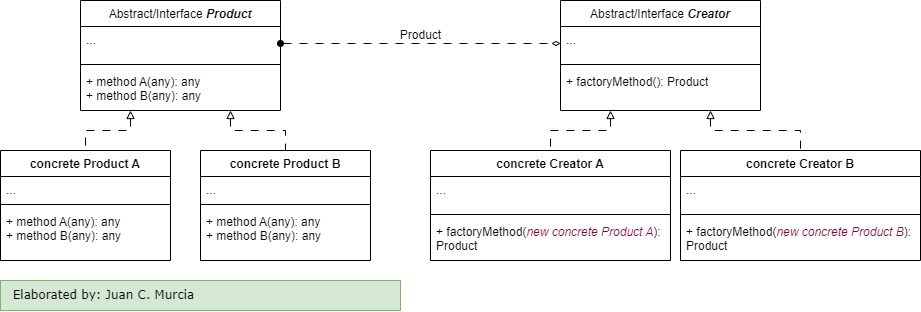 Abstract/Interface Product
...
+ method A(any): any
+ method B(any): any
Product
Abstract/Interface Creator
...
+ factoryMethod(): Product
concrete Product A
...
+ method A(any): any
+ method B(any): any
concrete Product B
...
+ method A(any): any
+ method B(any): any
concrete Creator A
...
+ factoryMethod(new concrete Product A):
Product
concrete Creator B
...
+ factoryMethod(new concrete Product B):
Product
Elaborated by: Juan C. Murcia